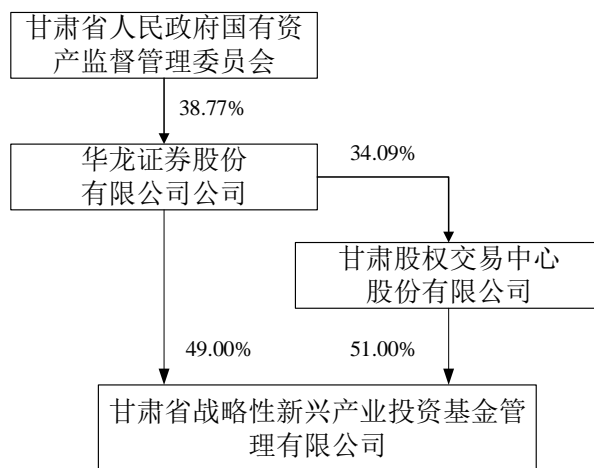 甘肃省人民政府国有资
产监督管理委员会
38.77%
华龙证券股份
有限公司公司
34.09%
甘肃股权交易中心
股份有限公司
49.00%
51.00%
甘肃省战略性新兴产业投资基金管
理有限公司